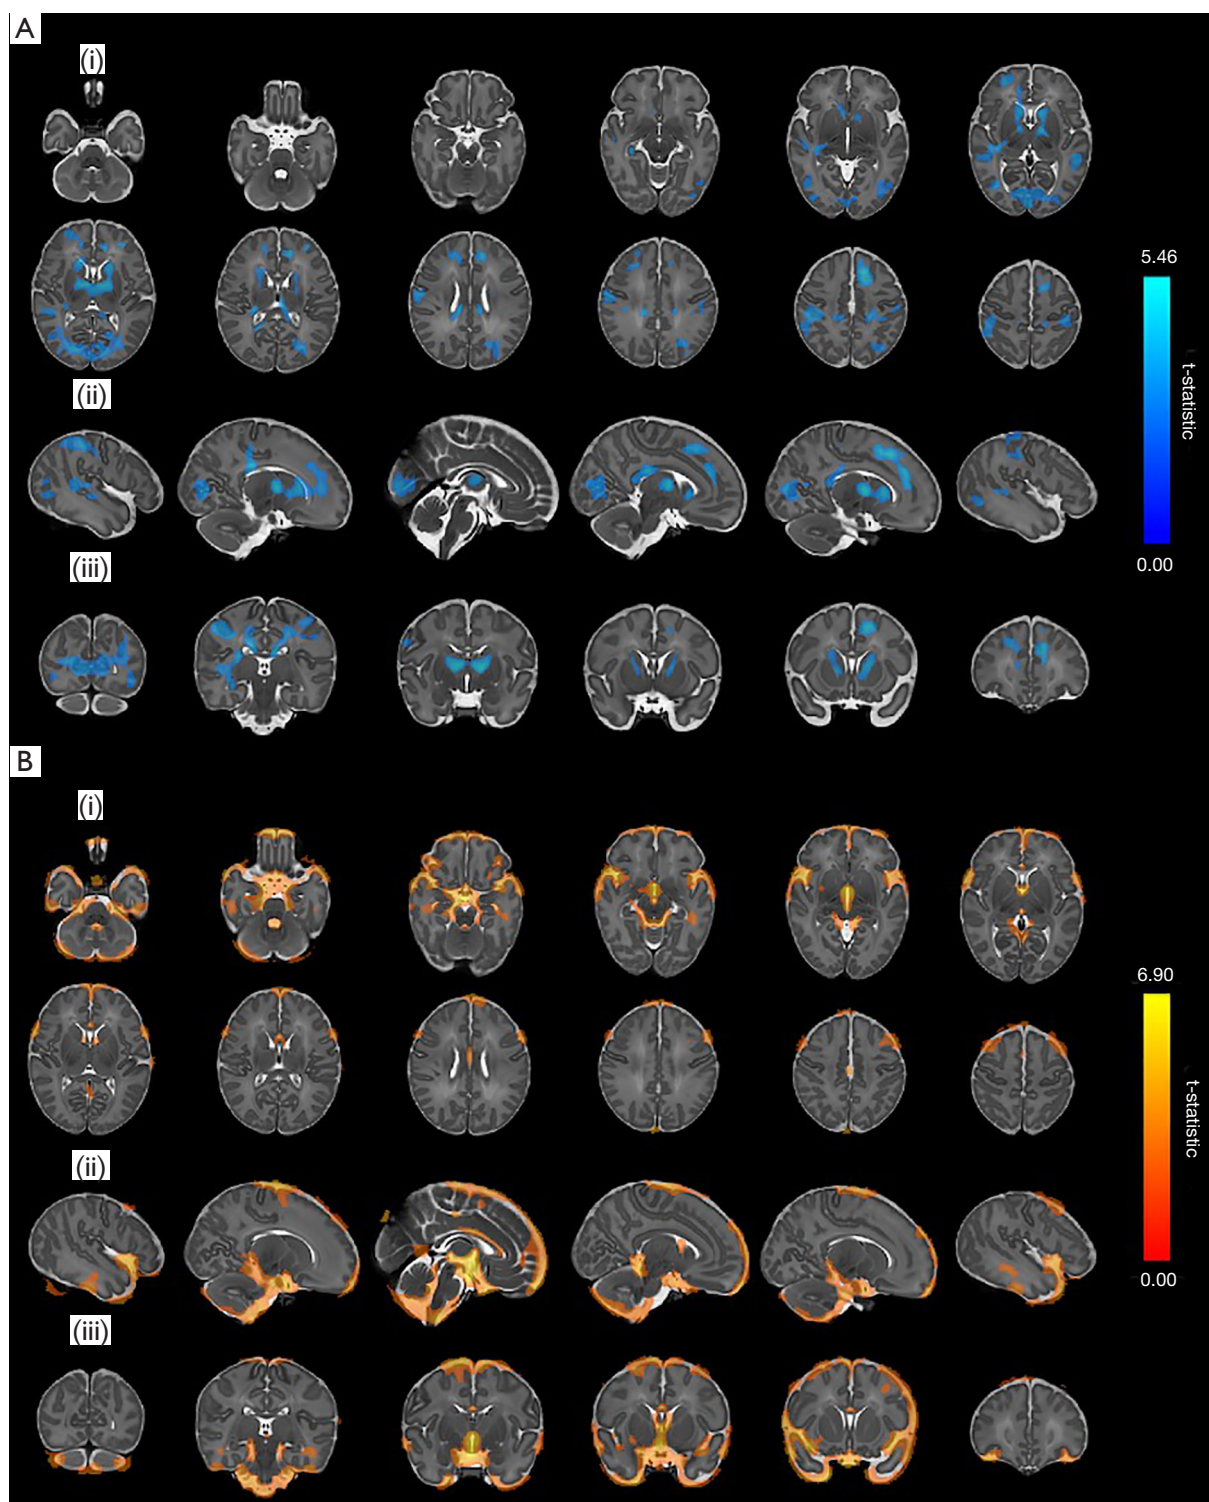 A
(i)
5.46
t-statistic
0.00
(ii)
(iii)
B
(i)
6.90
t-statistic
0.00
(ii)
(iii)